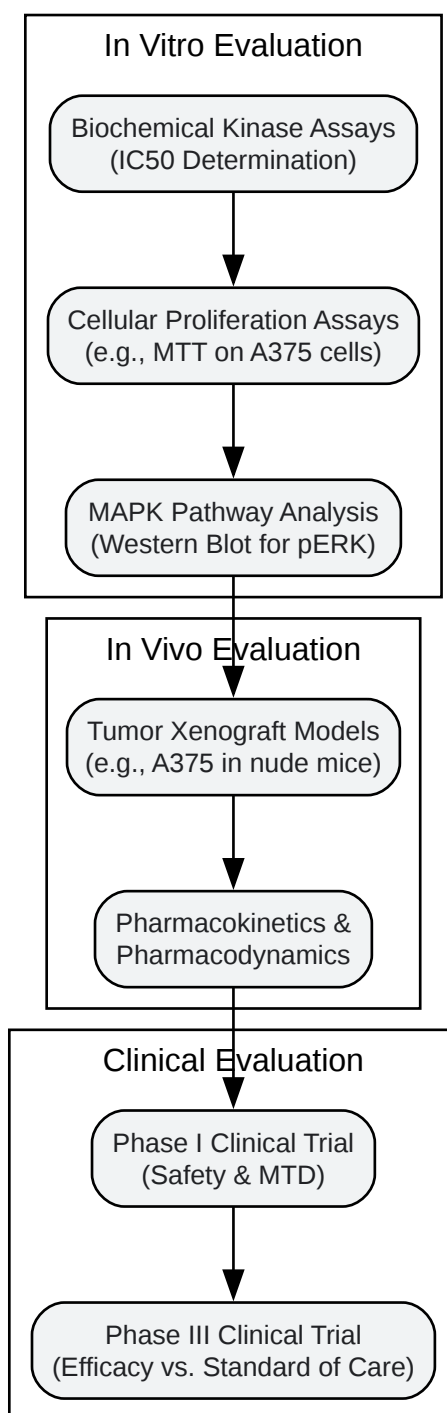 In Vitro Evaluation
Biochemical Kinase Assays
(IC50 Determination)
Cellular Proliferation Assays
(e.g., MTT on A375 cells)
MAPK Pathway Analysis
(Western Blot for pERK)
In Vivo Evaluation
Tumor Xenograft Models
(e.g., A375 in nude mice)
Pharmacokinetics &
Pharmacodynamics
Clinical Evaluation
Phase I Clinical Trial
(Safety & MTD)
Phase III Clinical Trial
(Efficacy vs. Standard of Care)